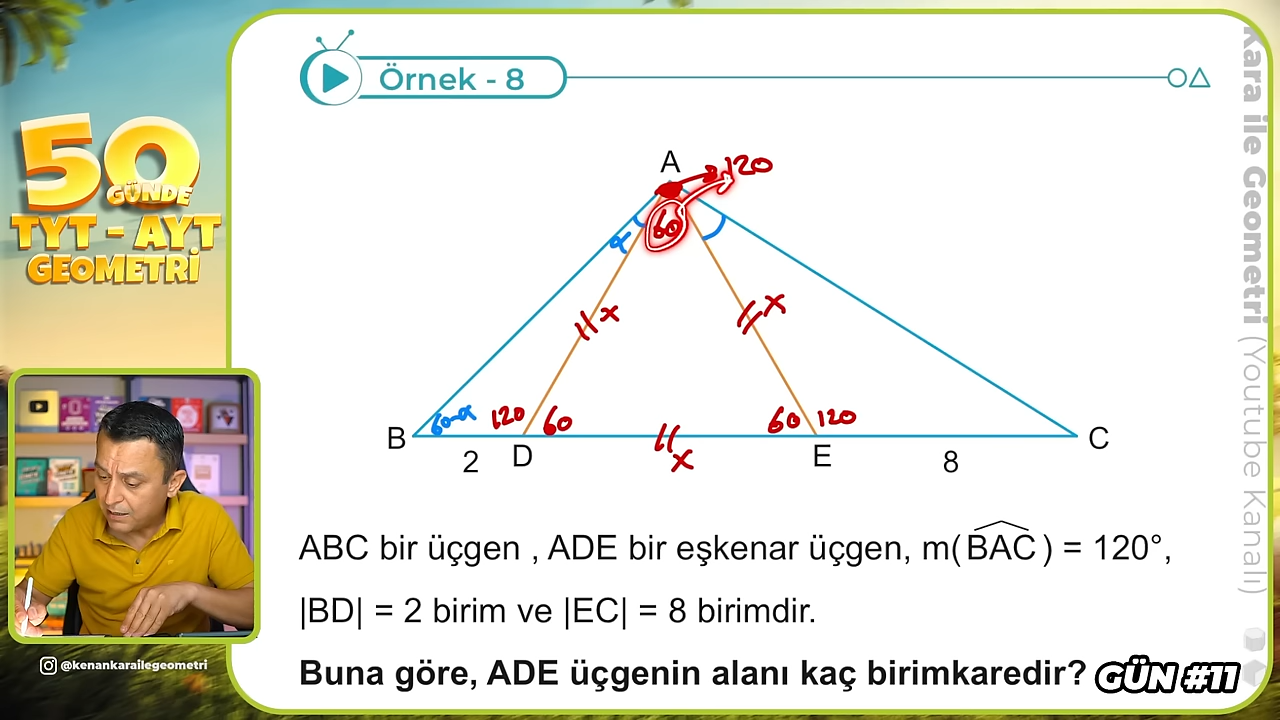 Örnek - 8
50
GÜNDE
TYT - AYT
GEOMETRİ
A
120
60
α
x
x
60-α
120
60
60
120
B
D
E
C
2
x
8
ABC bir üçgen , ADE bir eşkenar üçgen, m(BAC) = 120°,
|BD| = 2 birim ve |EC| = 8 birimdir.
Buna göre, ADE üçgenin alanı kaç birimkaredir?
GÜN #11
@kenankarailegeometri
Kara ile Geometri (Youtube Kanalı)